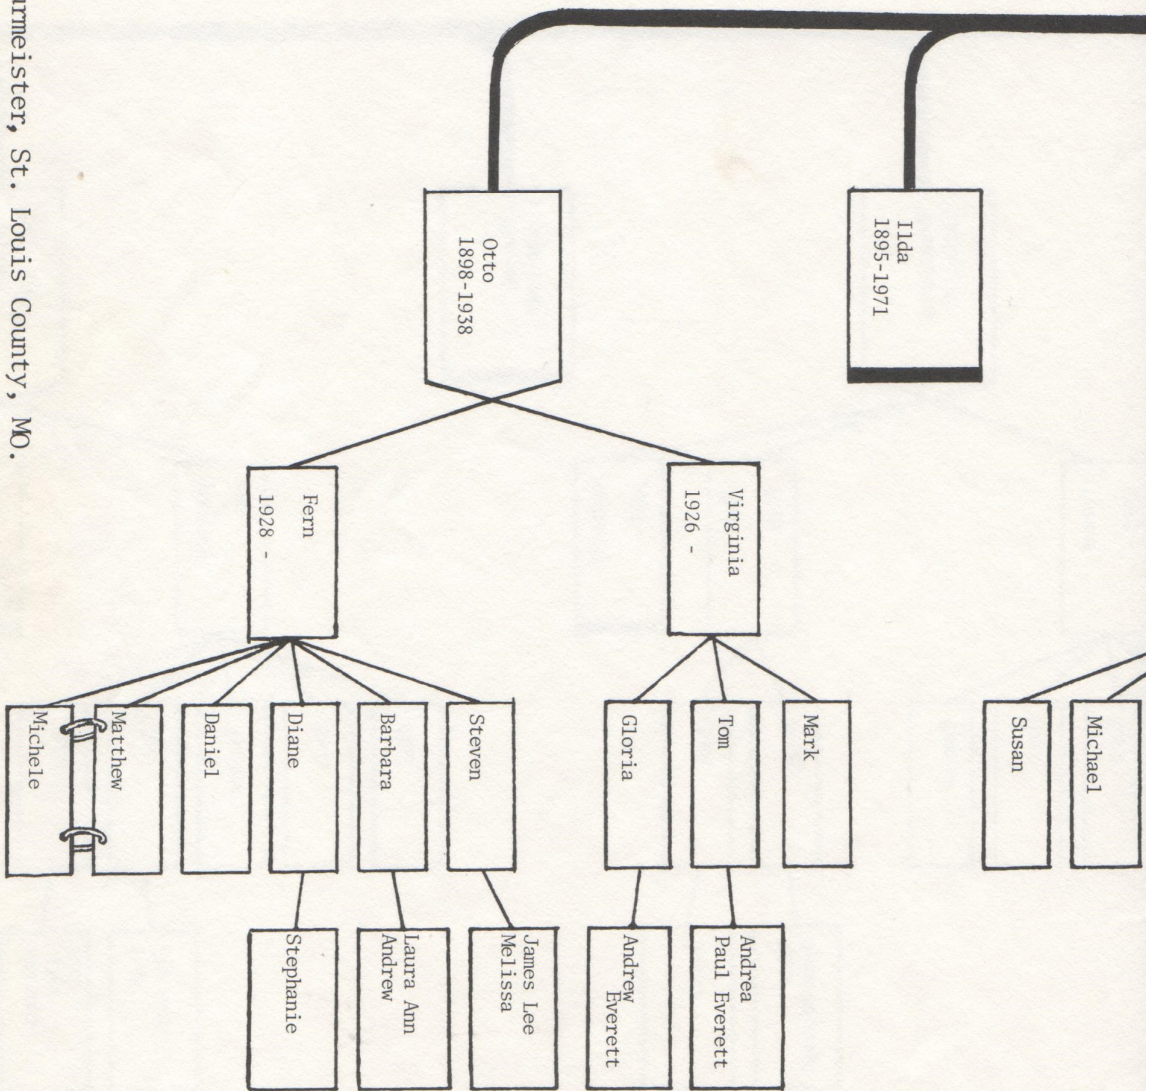 Ilda
1895-1971
Otto
1898-1938
Virginia
1926 -
Fern
1928 -
Susan
Michael
Mark
Tom
Gloria
Steven
Barbara
Diane
Daniel
Matthew
Michele
Andrea
Paul Everett
Andrew
Everett
James Lee
Melissa
Laura Ann
Andrew
Stephanie
urmeister, St. Louis County, MO.